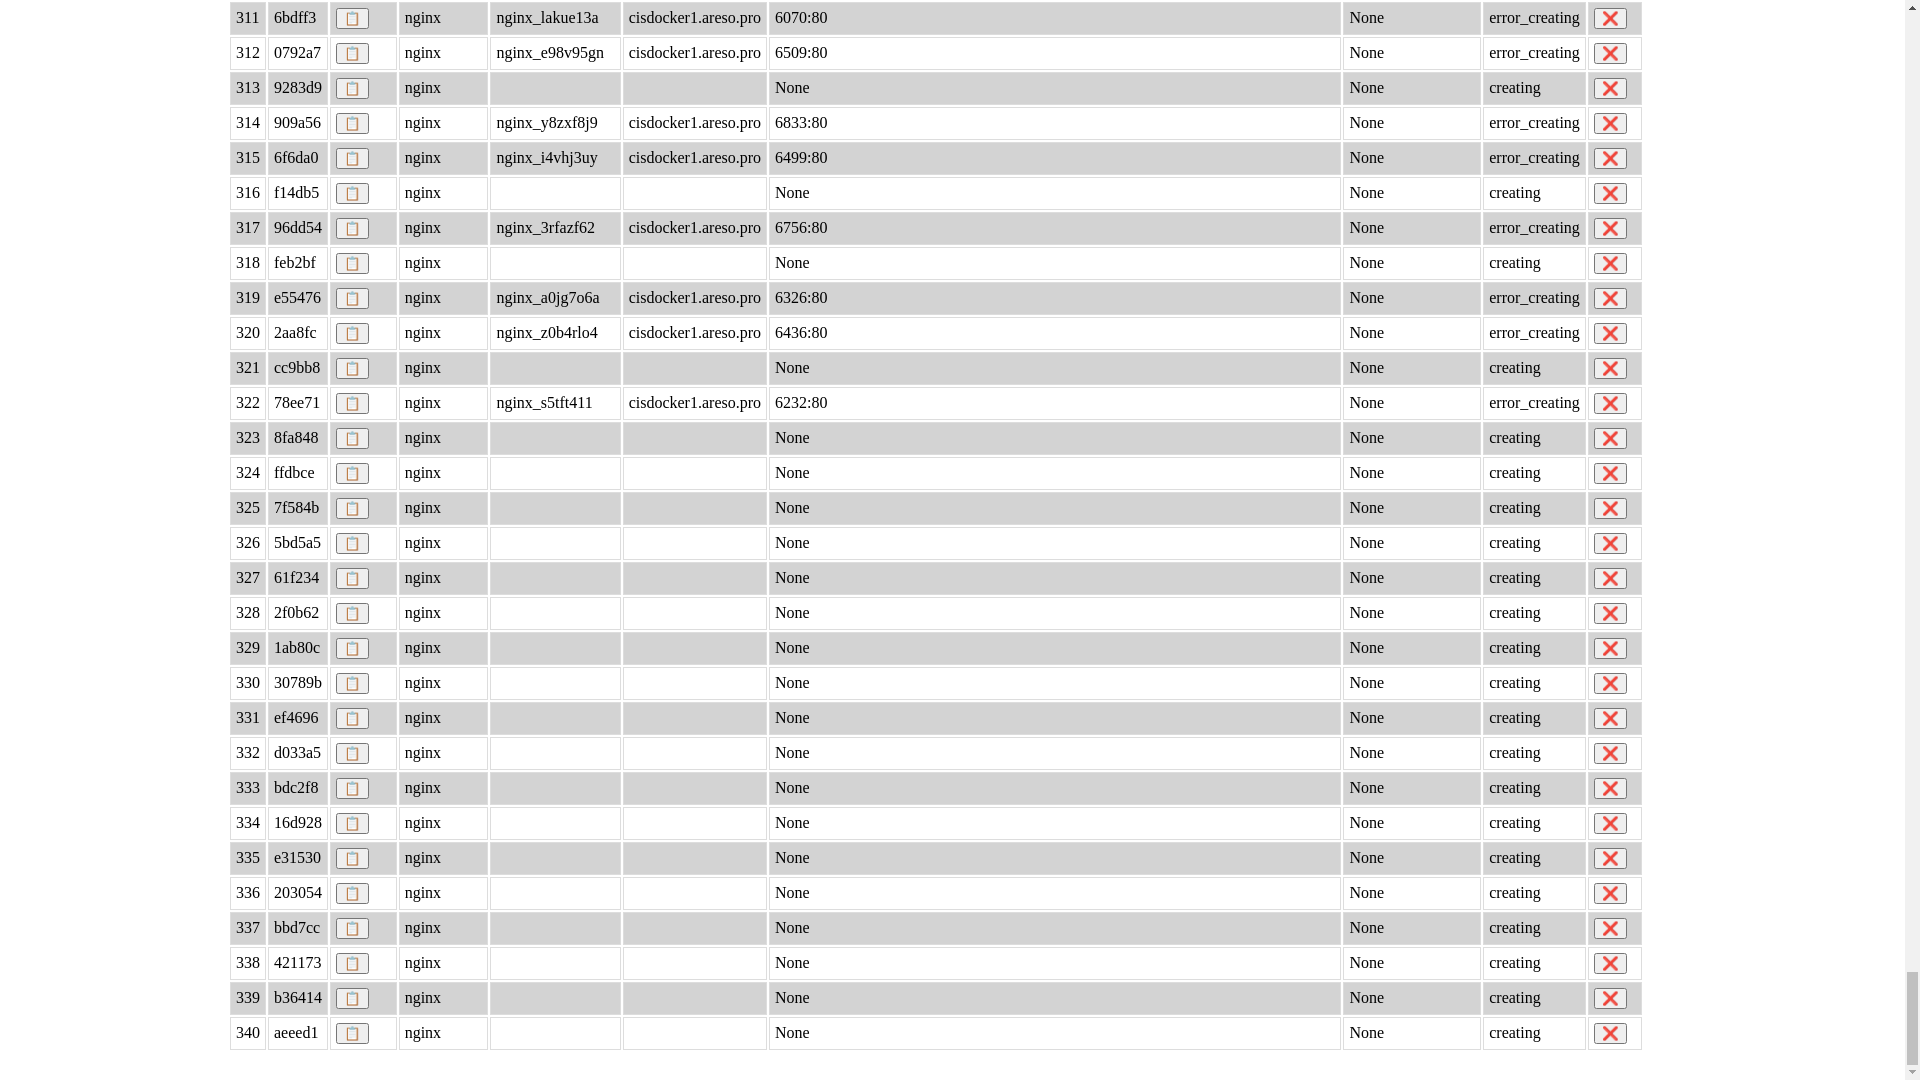 311 6bdff3 nginx nginx_lakue13a cisdocker1.areso.pro 6070:80 None error_creating
312 0792a7 nginx nginx_e98v95gn cisdocker1.areso.pro 6509:80 None error_creating
313 9283d9 nginx None None creating
314 909a56 nginx nginx_y8zxf8j9 cisdocker1.areso.pro 6833:80 None error_creating
315 6f6da0 nginx nginx_i4vhj3uy cisdocker1.areso.pro 6499:80 None error_creating
316 f14db5 nginx None None creating
317 96dd54 nginx nginx_3rfazf62 cisdocker1.areso.pro 6756:80 None error_creating
318 feb2bf nginx None None creating
319 e55476 nginx nginx_a0jg7o6a cisdocker1.areso.pro 6326:80 None error_creating
320 2aa8fc nginx nginx_z0b4rlo4 cisdocker1.areso.pro 6436:80 None error_creating
321 cc9bb8 nginx None None creating
322 78ee71 nginx nginx_s5tft411 cisdocker1.areso.pro 6232:80 None error_creating
323 8fa848 nginx None None creating
324 ffdbce nginx None None creating
325 7f584b nginx None None creating
326 5bd5a5 nginx None None creating
327 61f234 nginx None None creating
328 2f0b62 nginx None None creating
329 1ab80c nginx None None creating
330 30789b nginx None None creating
331 ef4696 nginx None None creating
332 d033a5 nginx None None creating
333 bdc2f8 nginx None None creating
334 16d928 nginx None None creating
335 e31530 nginx None None creating
336 203054 nginx None None creating
337 bbd7cc nginx None None creating
338 421173 nginx None None creating
339 b36414 nginx None None creating
340 aeeed1 nginx None None creating